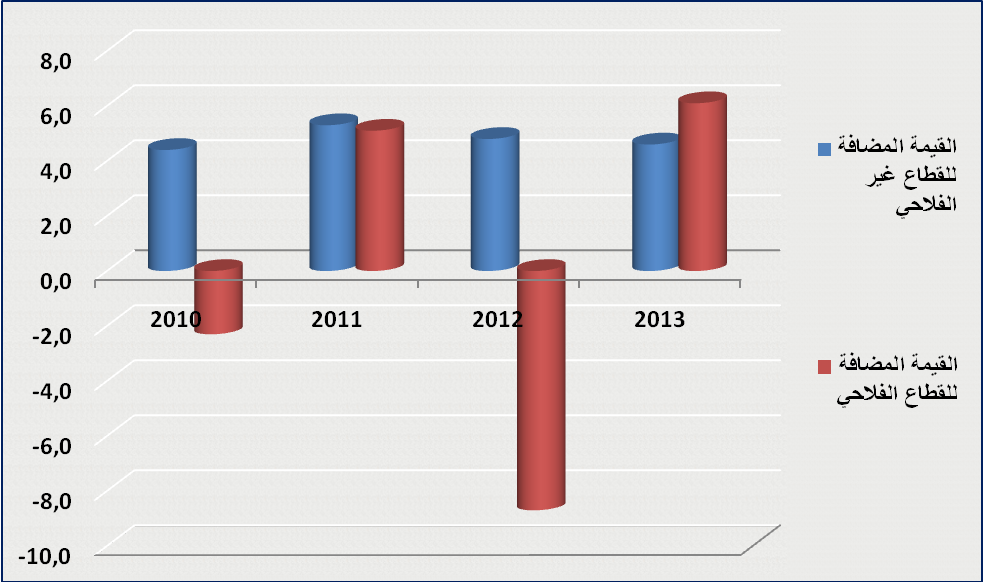 8,0
6,0
4,0
2,0
0,0
-2,0
-4,0
-6,0
-8,0
-10,0
2010 2011 2012 2013
القيمة المضافة
للقطاع غير
الفلاحي
القيمة المضافة
للقطاع الفلاحي